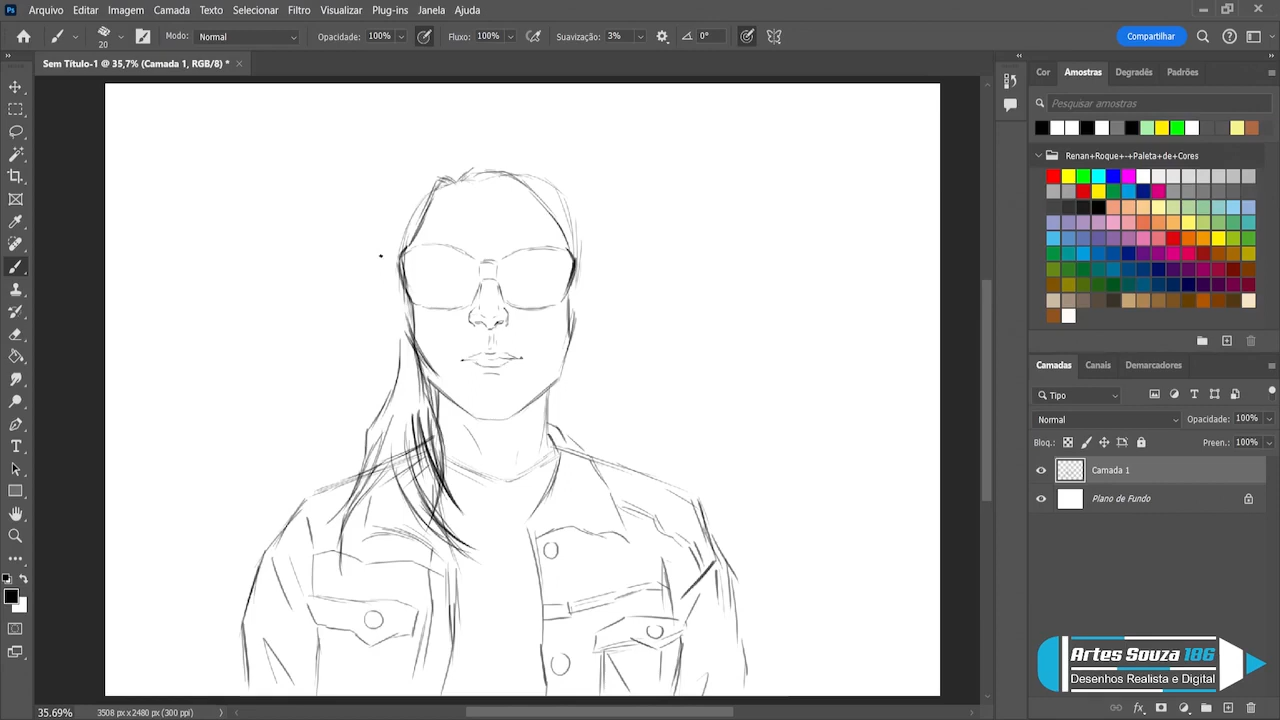 Ps Arquivo Editar Imagem Camada Texto Selecionar Filtro Visualizar Plug-ins Janela Ajuda
20 Modo: Normal Opacidade: 100% Fluxo: 100% Suavização: 3% 0° Compartilhar
Sem Título-1 @ 35,7% (Camada 1, RGB/8) *
Cor Amostras Degradês Padrões
Pesquisar amostras
Renan+Roque+-+Paleta+de+Cores
Camadas Canais Demarcadores
Tipo
Normal Opacidade: 100%
Bloq.: Preen.: 100%
Camada 1
Plano de Fundo
Artes Souza 186
Desenhos Realista e Digital
35.69% 3508 px x 2480 px (300 ppi)